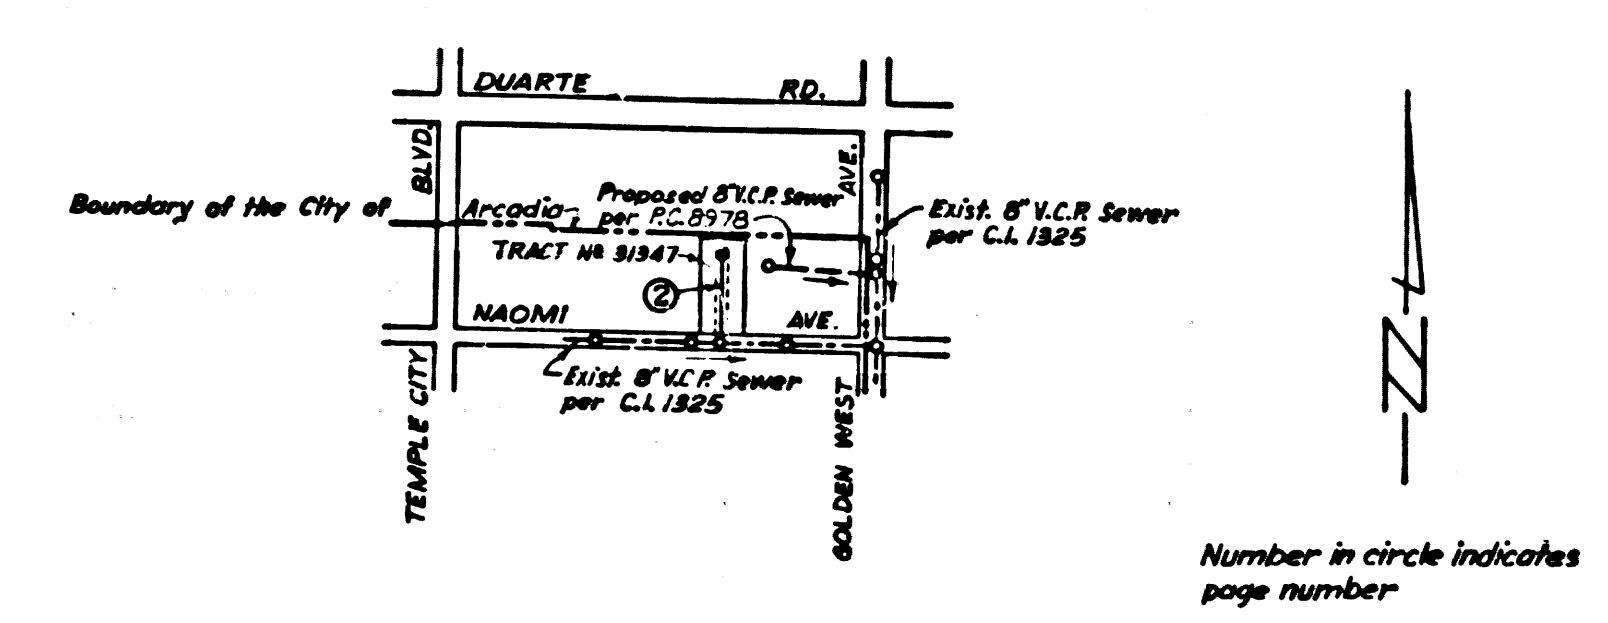 DUARTE RD.
BLVD.
AVE.
Boundary of the City of Arcadia
Proposed 8" V.C.P. Sewer
per P.C. 8978
Exist. 8" V.C.P. Sewer
per C.I. 1325
TRACT No 31347
2
NAOMI AVE.
Exist. 8" V.C.P. Sewer
per C.I. 1325
TEMPLE CITY
GOLDEN WEST
N
Number in circle indicates
page number